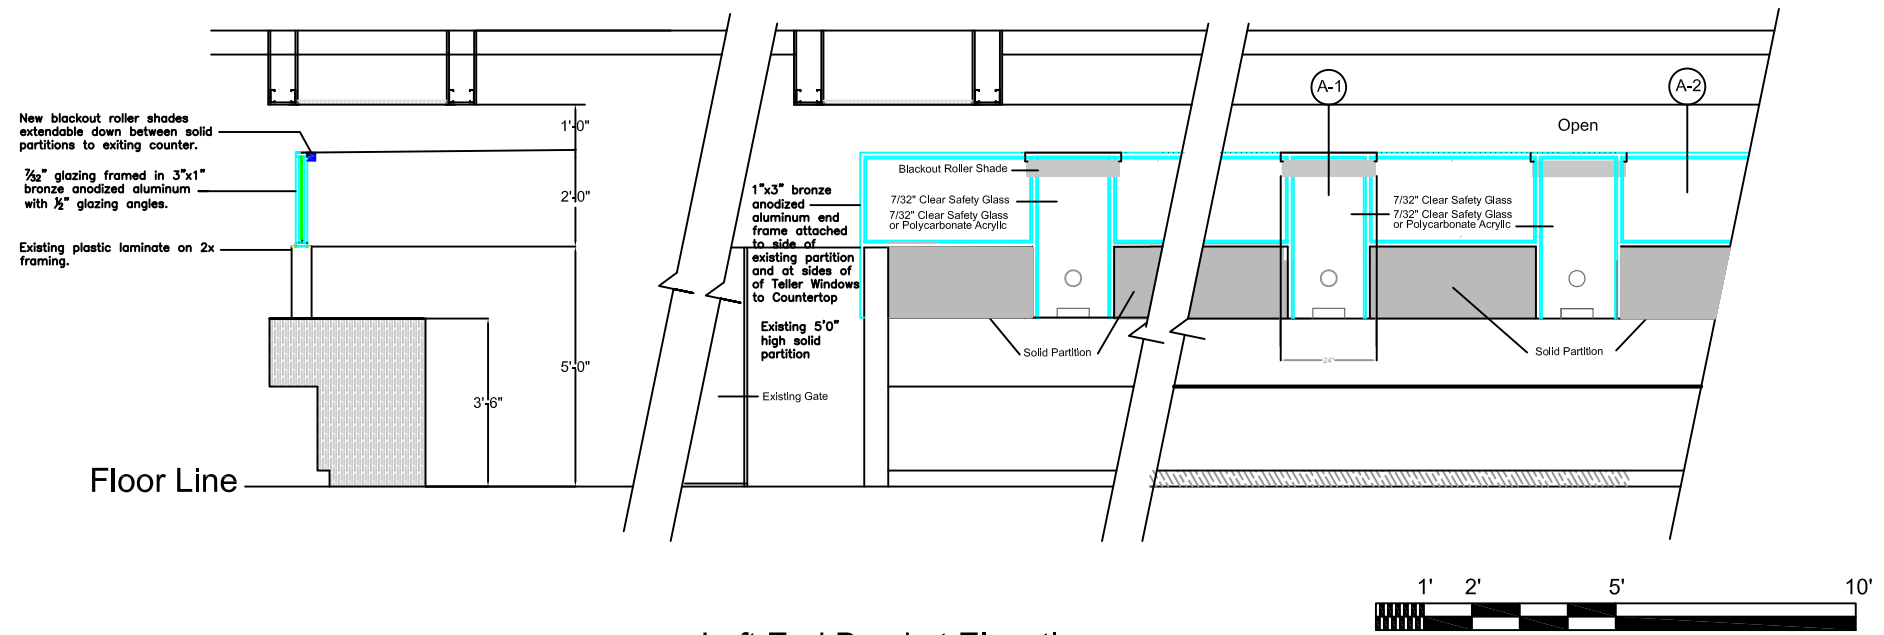 New blackout roller shades
extendable down between solid
partitions to exiting counter.
7/32" glazing framed in 3"x1"
bronze anodized aluminum
with 1/2" glazing angles.
Existing plastic laminate on 2x
framing.
Floor Line
1'-0"
2'-0"
5'-0"
3'-6"
1"x3" bronze
anodized
aluminum end
frame attached
to side of
existing partition
and at sides of
of Teller Windows
to Countertop
Existing 5'0"
high solid
partition
Existing Gate
Blackout Roller Shade
7/32" Clear Safety Glass
7/32" Clear Safety Glass
or Polycarbonate Acrylic
Solid Partition
A-1
A-2
Open
7/32" Clear Safety Glass
7/32" Clear Safety Glass
or Polycarbonate Acrylic
24"
Solid Partition
1' 2' 5' 10'